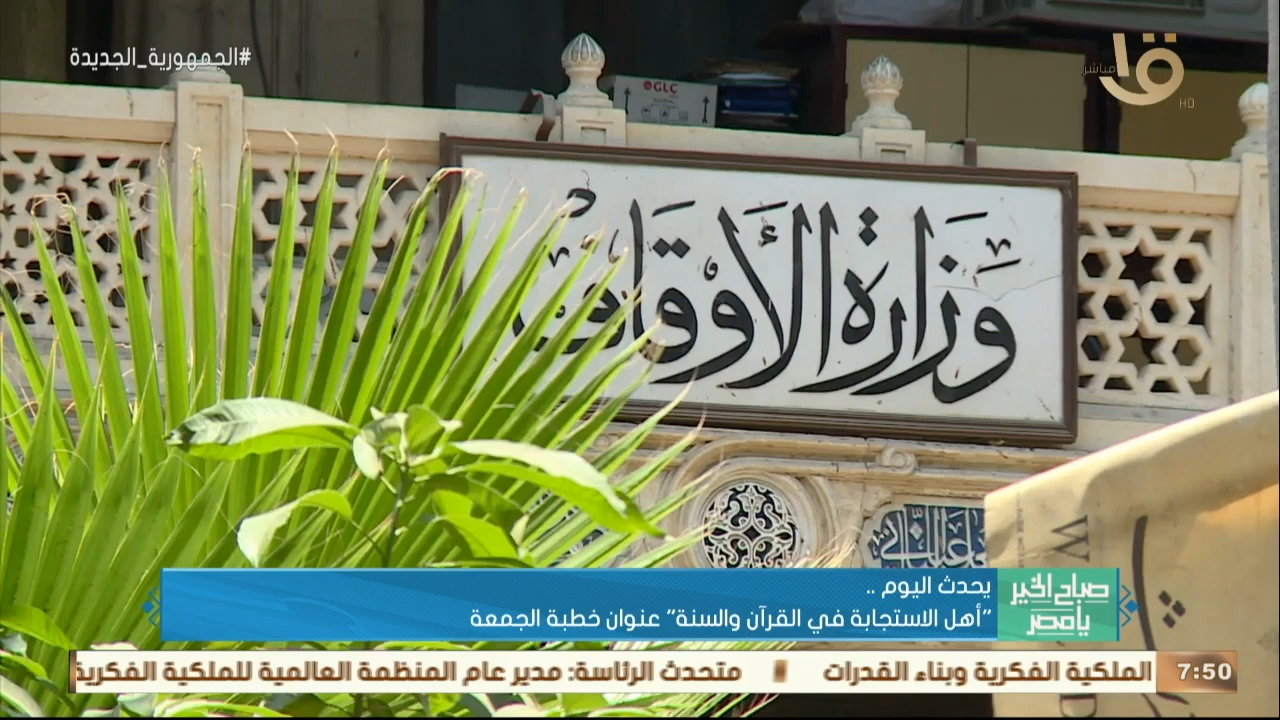 #الجمهورية_الجديدة
مباشر
HD
GLC
وزارة الأوقاف
يحدث اليوم ..
"أهل الاستجابة في القرآن والسنة" عنوان خطبة الجمعة
صباح الخير
يا مصر
7:50
الملكية الفكرية وبناء القدرات
متحدث الرئاسة: مدير عام المنظمة العالمية للملكية الفكرية
W